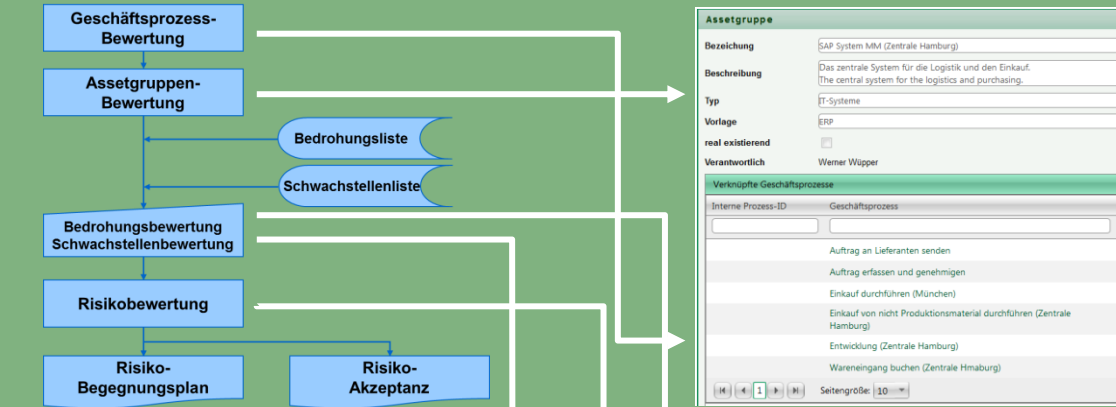 Geschäftsprozess-
Bewertung
Assetgruppen-
Bewertung
Bedrohungsliste
Schwachstellenliste
Bedrohungsbewertung
Schwachstellenbewertung
Risikobewertung
Risiko-
Begegnungsplan
Risiko-
Akzeptanz
Assetgruppe
Bezeichung SAP System MM (Zentrale Hamburg)
Beschreibung Das zentrale System für die Logistik und den Einkauf.
The central system for the logistics and purchasing.
Typ IT-Systeme
Vorlage ERP
real existierend
Verantwortlich Werner Wüpper
Verknüpfte Geschäftsprozesse
Interne Prozess-ID Geschäftsprozess
Auftrag an Lieferanten senden
Auftrag erfassen und genehmigen
Einkauf durchführen (München)
Einkauf von nicht Produktionsmaterial durchführen (Zentrale
Hamburg)
Entwicklung (Zentrale Hamburg)
Wareneingang buchen (Zentrale Hmaburg)
1 Seitengröße: 10